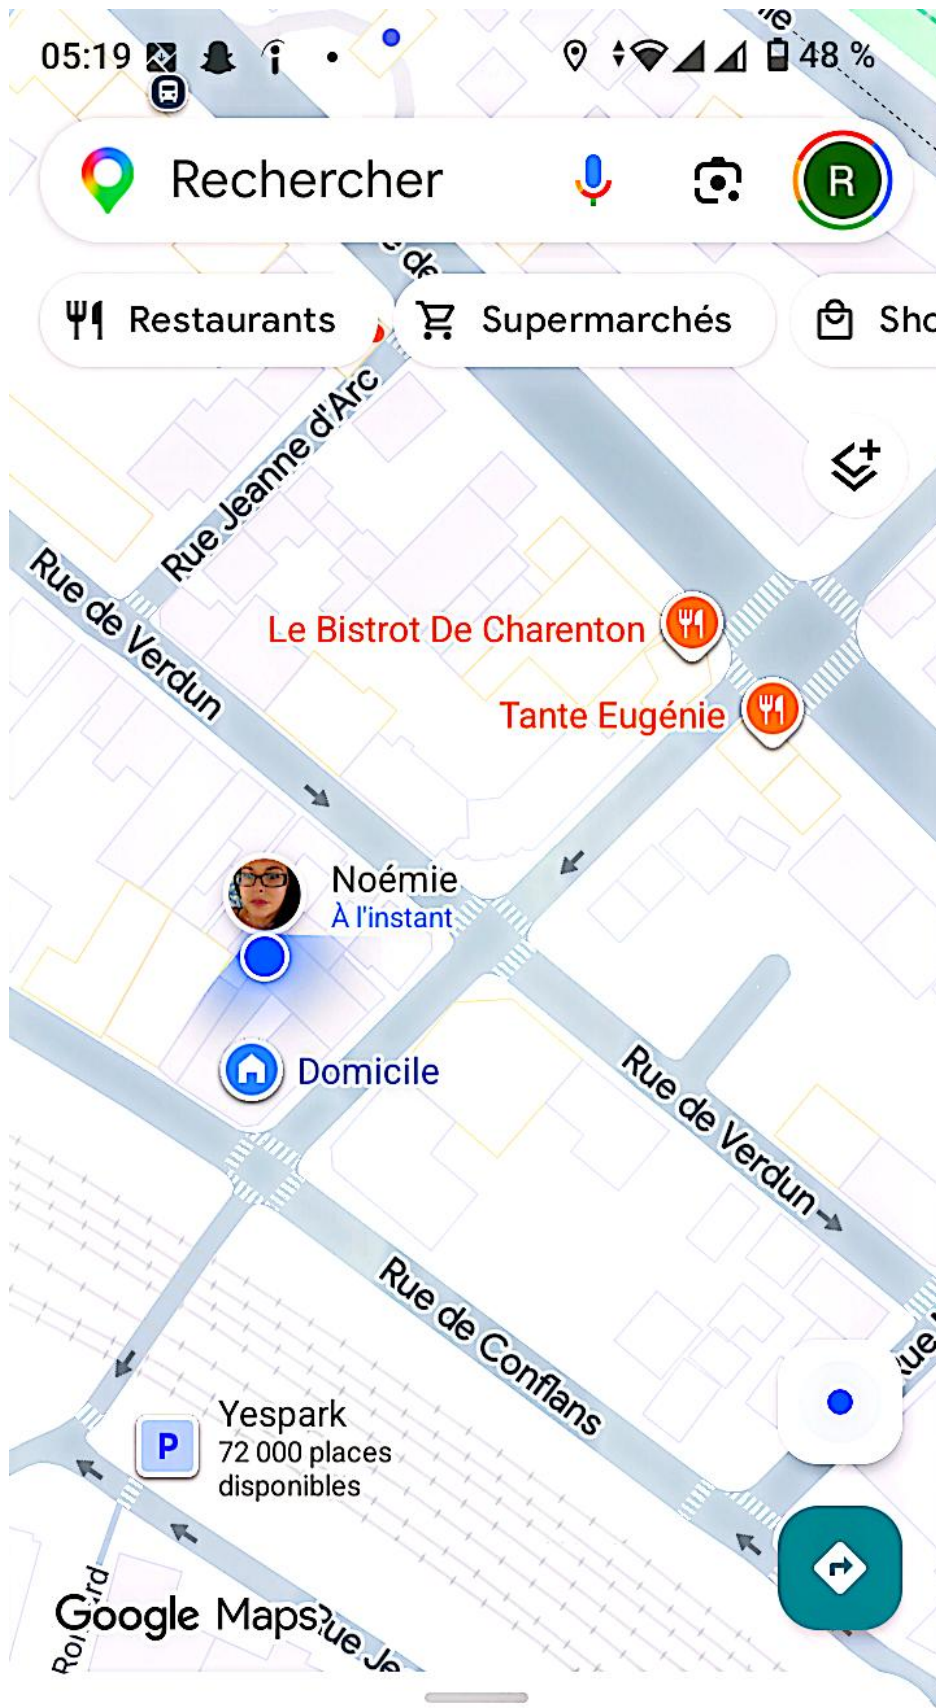 05:19
48 %
Rechercher
R
Restaurants
Supermarchés
Rue Jeanne d'Arc
Rue de Verdun
Le Bistrot De Charenton
Tante Eugénie
Noémie
À l'instant
Domicile
Rue de Verdun
Rue de Conflans
Yespark
72 000 places
disponibles
P
Google Maps